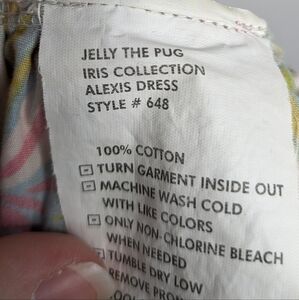 JELLY THE PUG
IRIS COLLECTION
ALEXIS DRESS
STYLE # 648
100% COTTON
TURN GARMENT INSIDE OUT
MACHINE WASH COLD
WITH LIKE COLORS
ONLY NON-CHLORINE BLEACH
WHEN NEEDED
TUMBLE DRY LOW
REMOVE